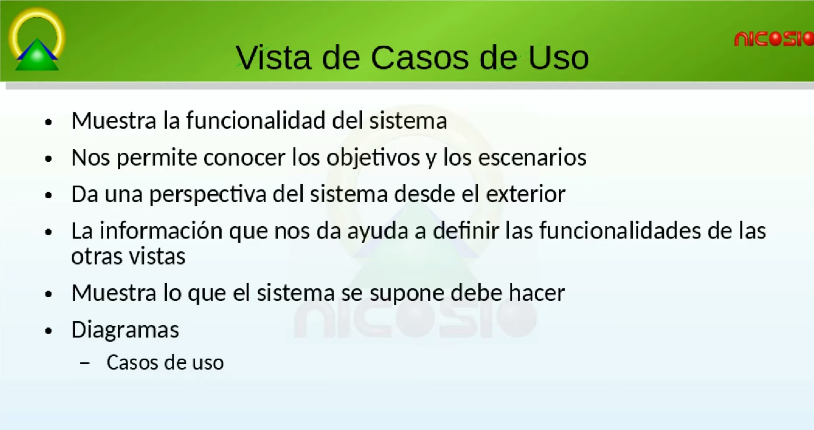 Vista de Casos de Uso
NICOSIO
• Muestra la funcionalidad del sistema
• Nos permite conocer los objetivos y los escenarios
• Da una perspectiva del sistema desde el exterior
• La información que nos da ayuda a definir las funcionalidades de las
otras vistas
• Muestra lo que el sistema se supone debe hacer
NICOSIO
• Diagramas
– Casos de uso